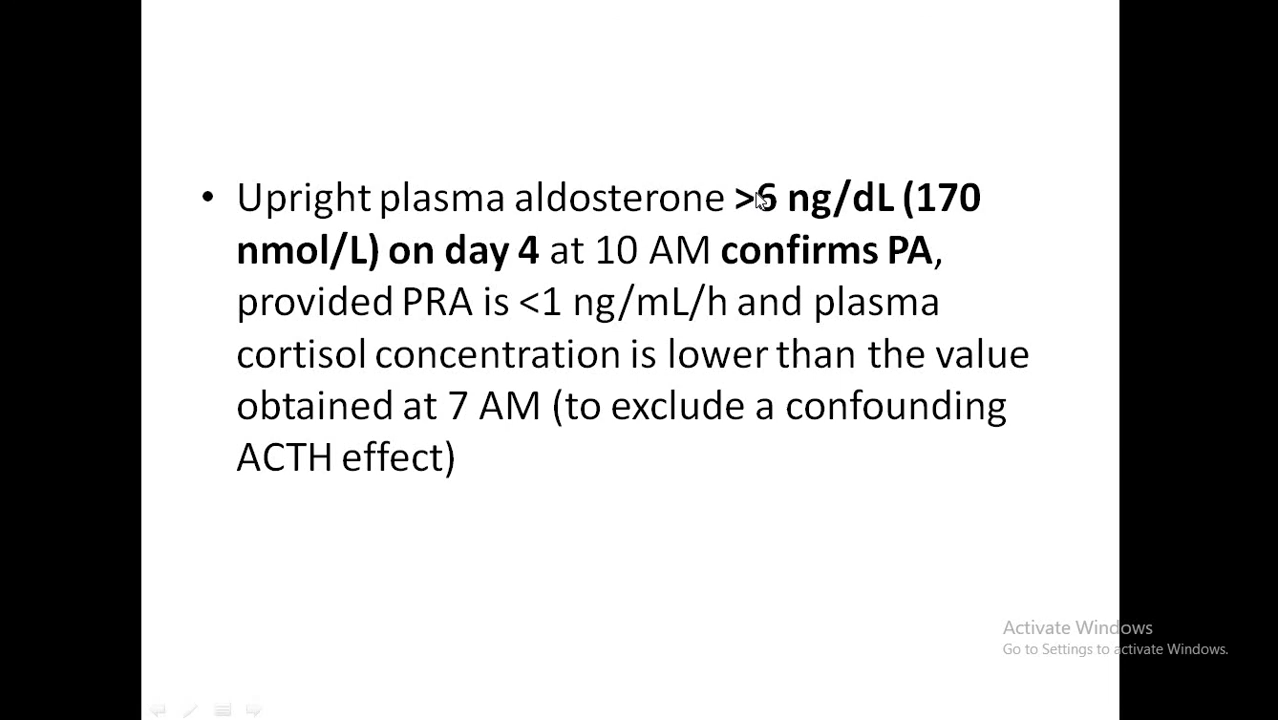 • Upright plasma aldosterone >6 ng/dL (170
nmol/L) on day 4 at 10 AM confirms PA,
provided PRA is <1 ng/mL/h and plasma
cortisol concentration is lower than the value
obtained at 7 AM (to exclude a confounding
ACTH effect)
Activate Windows
Go to Settings to activate Windows.